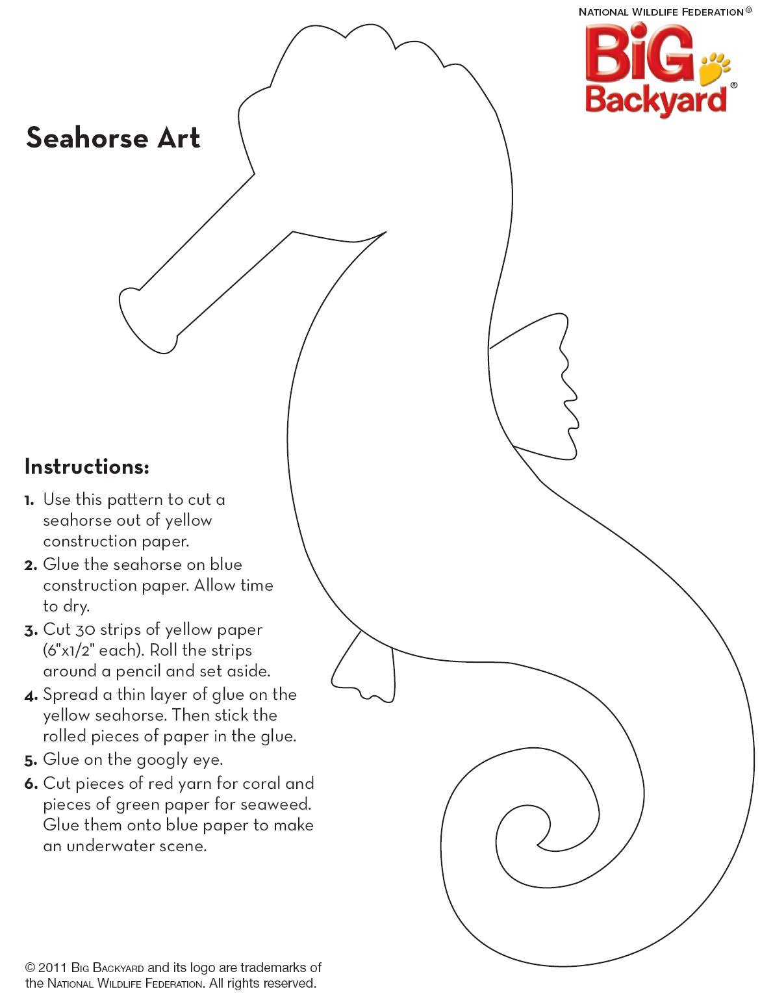 NATIONAL WILDLIFE FEDERATION®
BiG
Backyard®
Seahorse Art
Instructions:
1. Use this pattern to cut a
seahorse out of yellow
construction paper.
2. Glue the seahorse on blue
construction paper. Allow time
to dry.
3. Cut 30 strips of yellow paper
(6"x1/2" each). Roll the strips
around a pencil and set aside.
4. Spread a thin layer of glue on the
yellow seahorse. Then stick the
rolled pieces of paper in the glue.
5. Glue on the googly eye.
6. Cut pieces of red yarn for coral and
pieces of green paper for seaweed.
Glue them onto blue paper to make
an underwater scene.
© 2011 BIG BACKYARD and its logo are trademarks of
the NATIONAL WILDLIFE FEDERATION. All rights reserved.